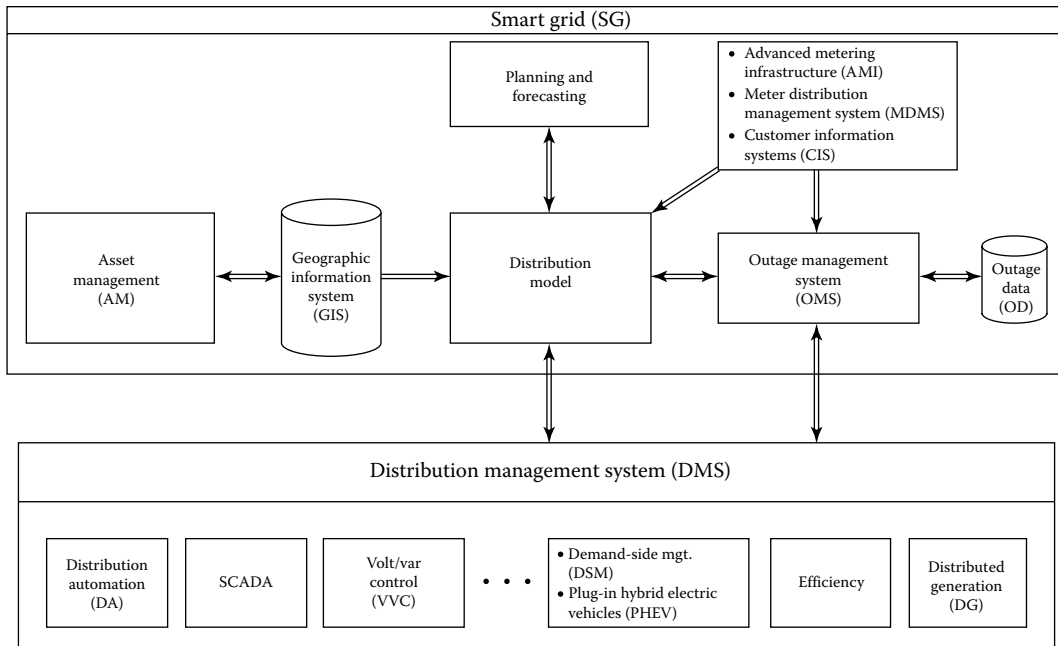 Smart grid (SG)
Planning and
forecasting
• Advanced metering
infrastructure (AMI)
• Meter distribution
management system (MDMS)
• Customer information
systems (CIS)
Asset
management
(AM)
Geographic
information
system
(GIS)
Distribution
model
Outage management
system
(OMS)
Outage
data
(OD)
Distribution management system (DMS)
Distribution
automation
(DA)
SCADA
Volt/var
control
(VVC)
• • •
• Demand-side mgt.
(DSM)
• Plug-in hybrid electric
vehicles (PHEV)
Efficiency
Distributed
generation
(DG)